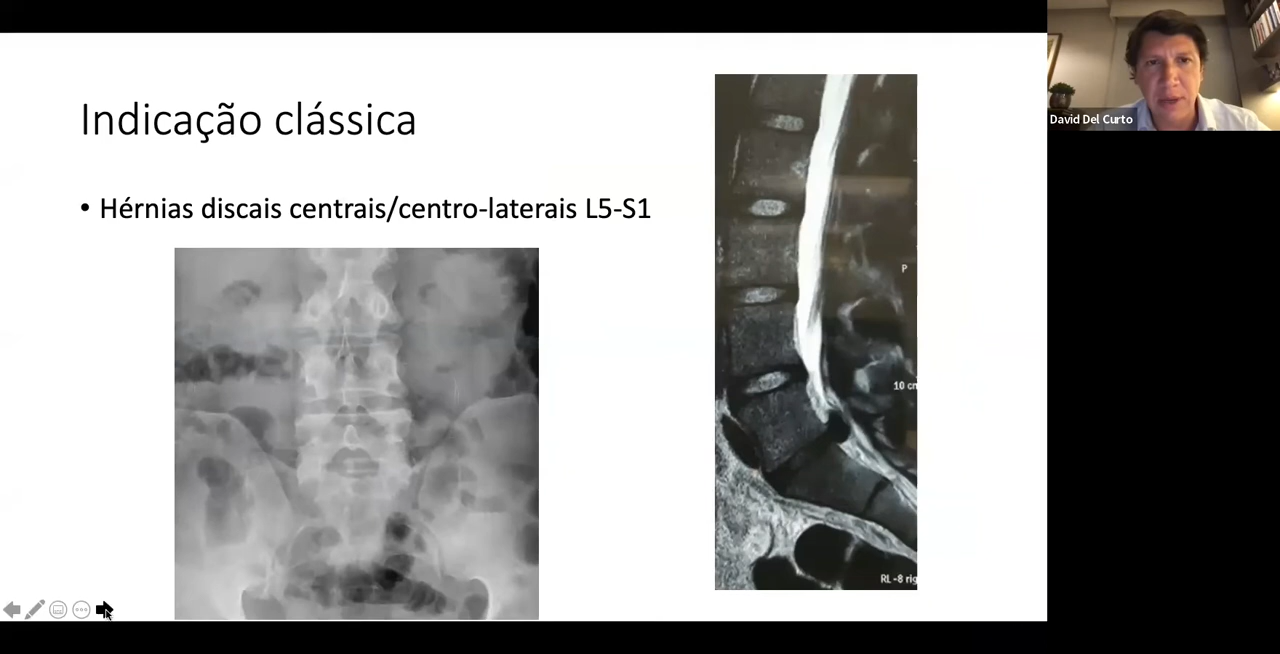 Indicação clássica
• Hérnias discais centrais/centro-laterais L5-S1
P
10 cm
RL -8 rig
David Del Curto